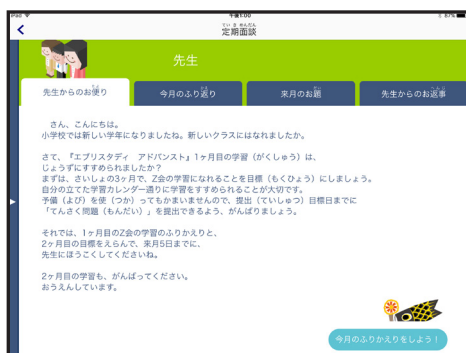 iPad
午後1:00
87%
ていきめんだん
定期面談
先生
先生からのお便り
今月のふり返り
来月のお題
先生からのお返事
さん、こんにちは。
小学校では新しい学年になりましたね。新しいクラスにはなれましたか。
さて、『エブリスタディ　アドバンスト』1ヶ月目の学習（がくしゅう）は、
じょうずにすすめられましたか？
まずは、さいしょの3ヶ月で、Z会の学習になれることを目標（もくひょう）にしましょう。
自分の立てた学習カレンダー通りに学習をすすめられることが大切です。
予備（よび）を使（つか）ってもかまいませんので、提出（ていしゅつ）目標日までに
「てんさく問題（もんだい）」を提出できるよう、がんばりましょう。
それでは、1ヶ月目のZ会の学習のふりかえりと、
2ヶ月目の目標をえらんで、来月5日までに、
先生にほうこくしてくださいね。
2ヶ月目の学習も、がんばってください。
おうえんしています。
今月のふりかえりをしよう！